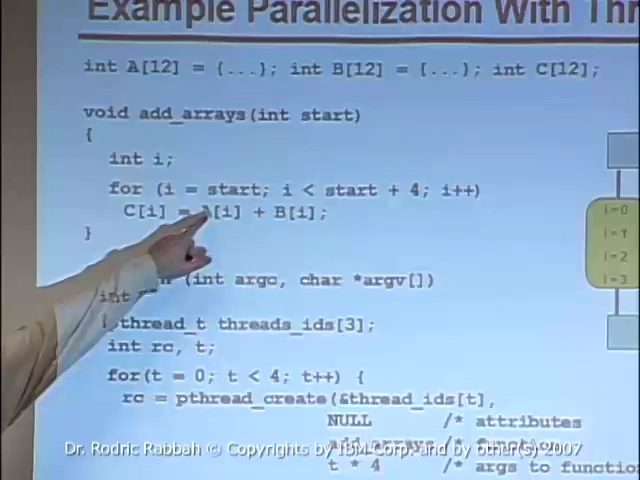 Example Parallelization With Thr
int A[12] = {...}; int B[12] = {...}; int C[12];
void add_arrays(int start)
{
int i;
for (i = start; i < start + 4; i++)
C[i] = A[i] + B[i];
}
i=0
i=1
i=2
i=3
(int argc, char *argv[])
int
pthread_t threads_ids[3];
int rc, t;
for(t = 0; t < 4; t++) {
rc = pthread_create(&thread_ids[t],
NULL /* attributes
add_arrays /* function
t * 4 /* args to functio
Dr. Rodric Rabbah © Copyrights by IBM Corp. and by other(s) 2007